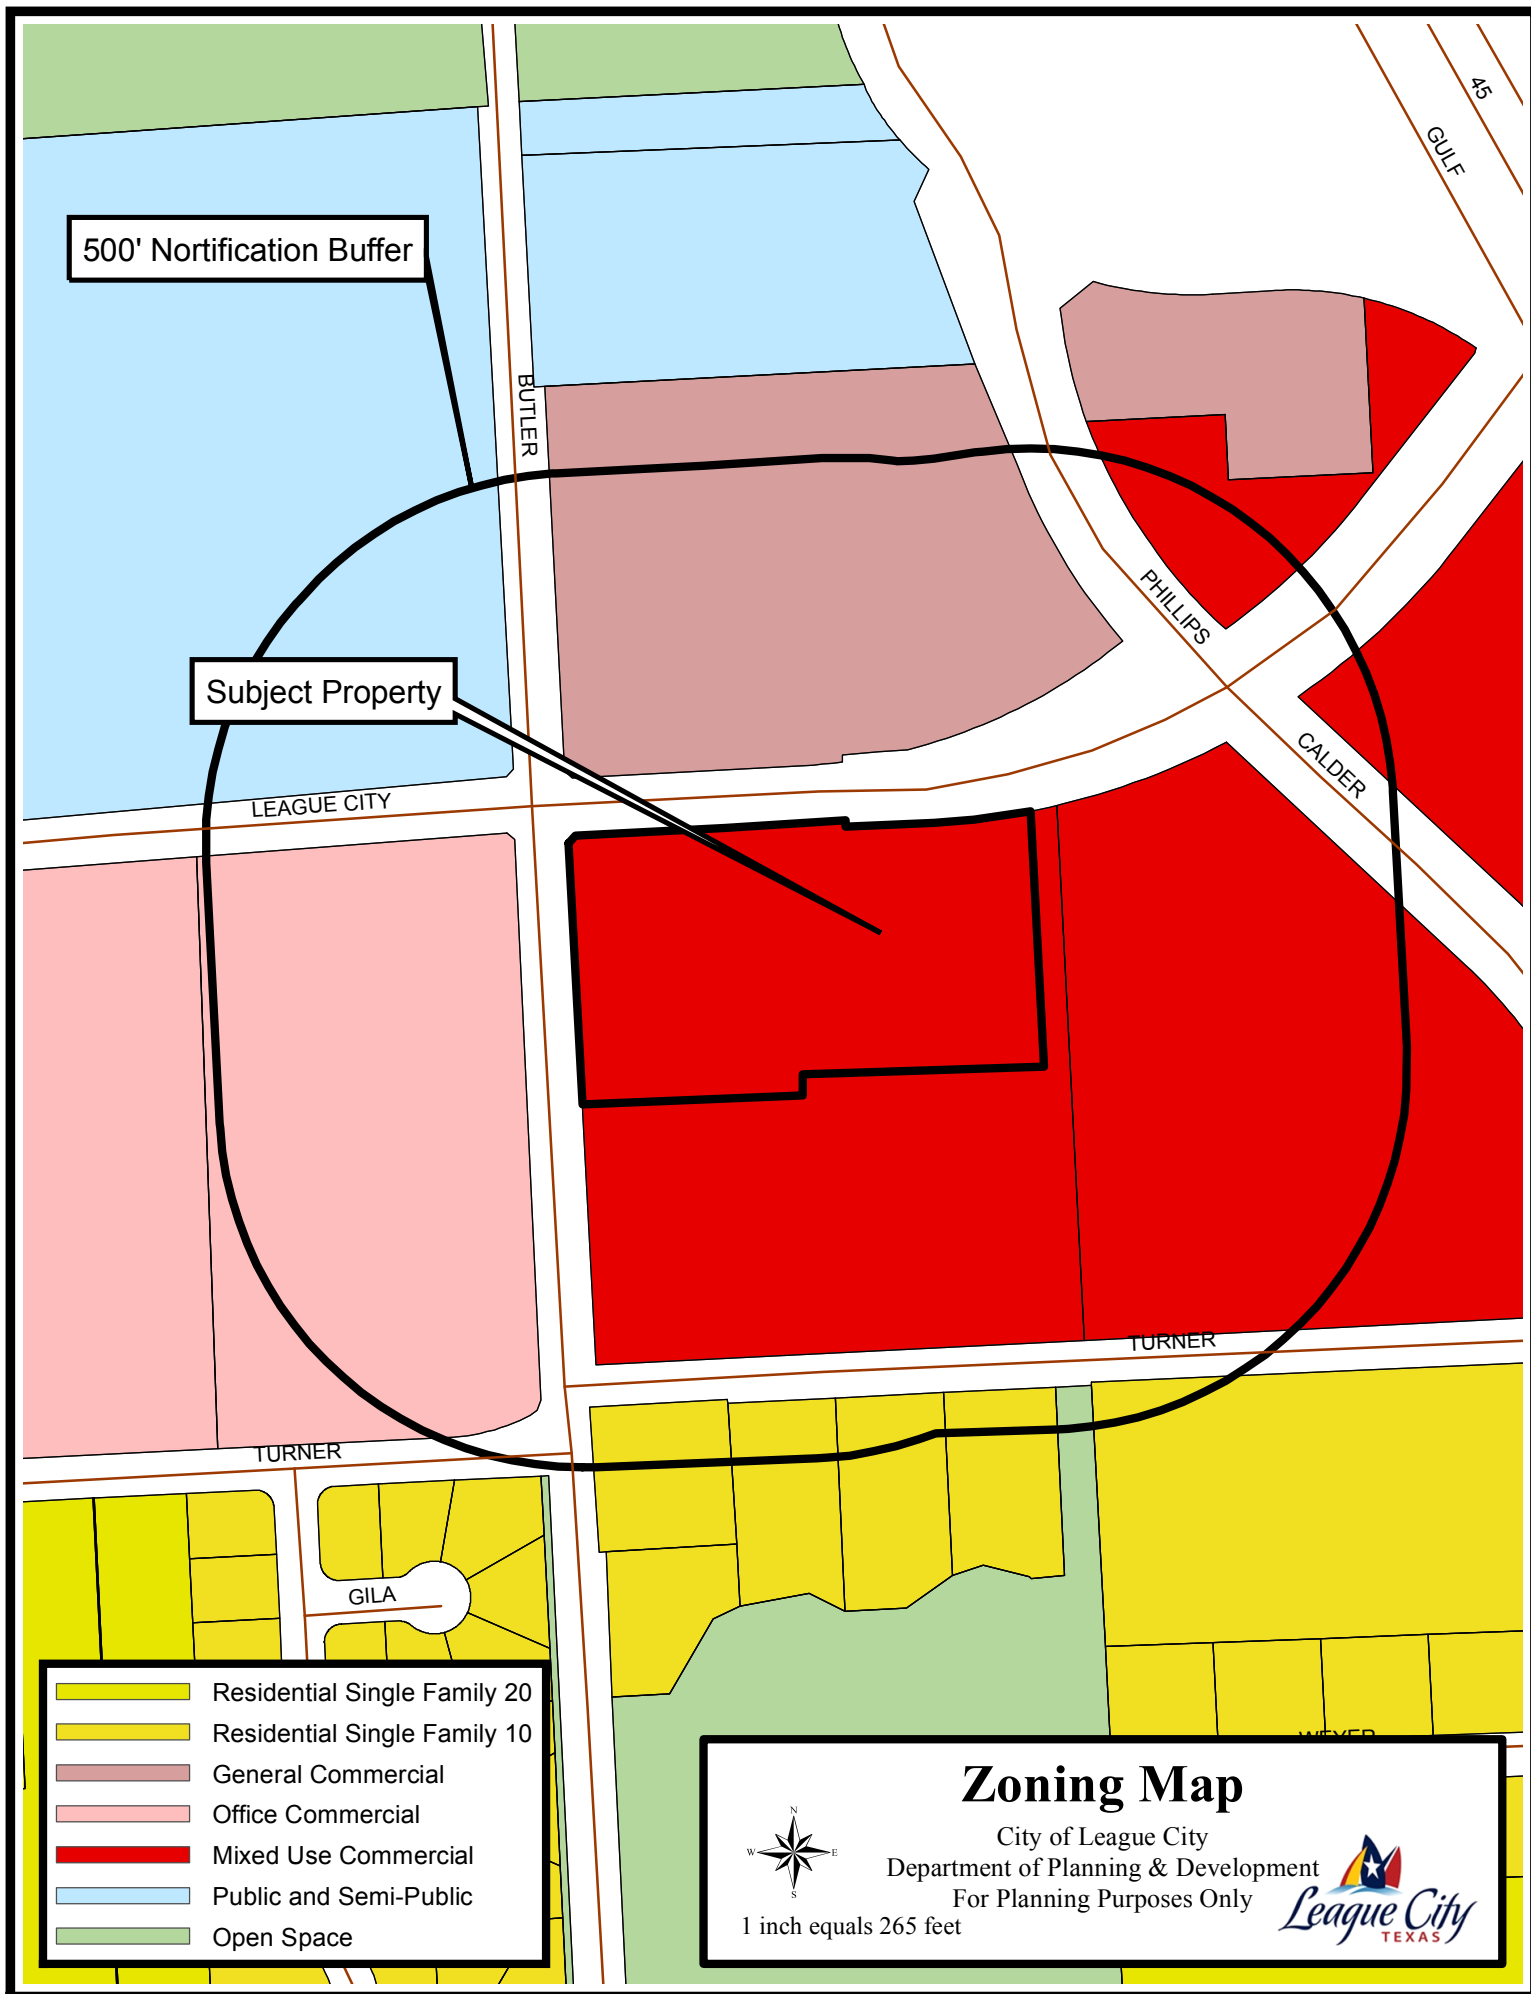 45
GULF
500' Nortification Buffer
BUTLER
PHILLIPS
Subject Property
CALDER
LEAGUE CITY
TURNER
TURNER
GILA
WEYER
Residential Single Family 20
Residential Single Family 10
General Commercial
Office Commercial
Mixed Use Commercial
Public and Semi-Public
Open Space
Zoning Map
City of League City
Department of Planning & Development
For Planning Purposes Only
1 inch equals 265 feet
N
W E
S
League City
TEXAS